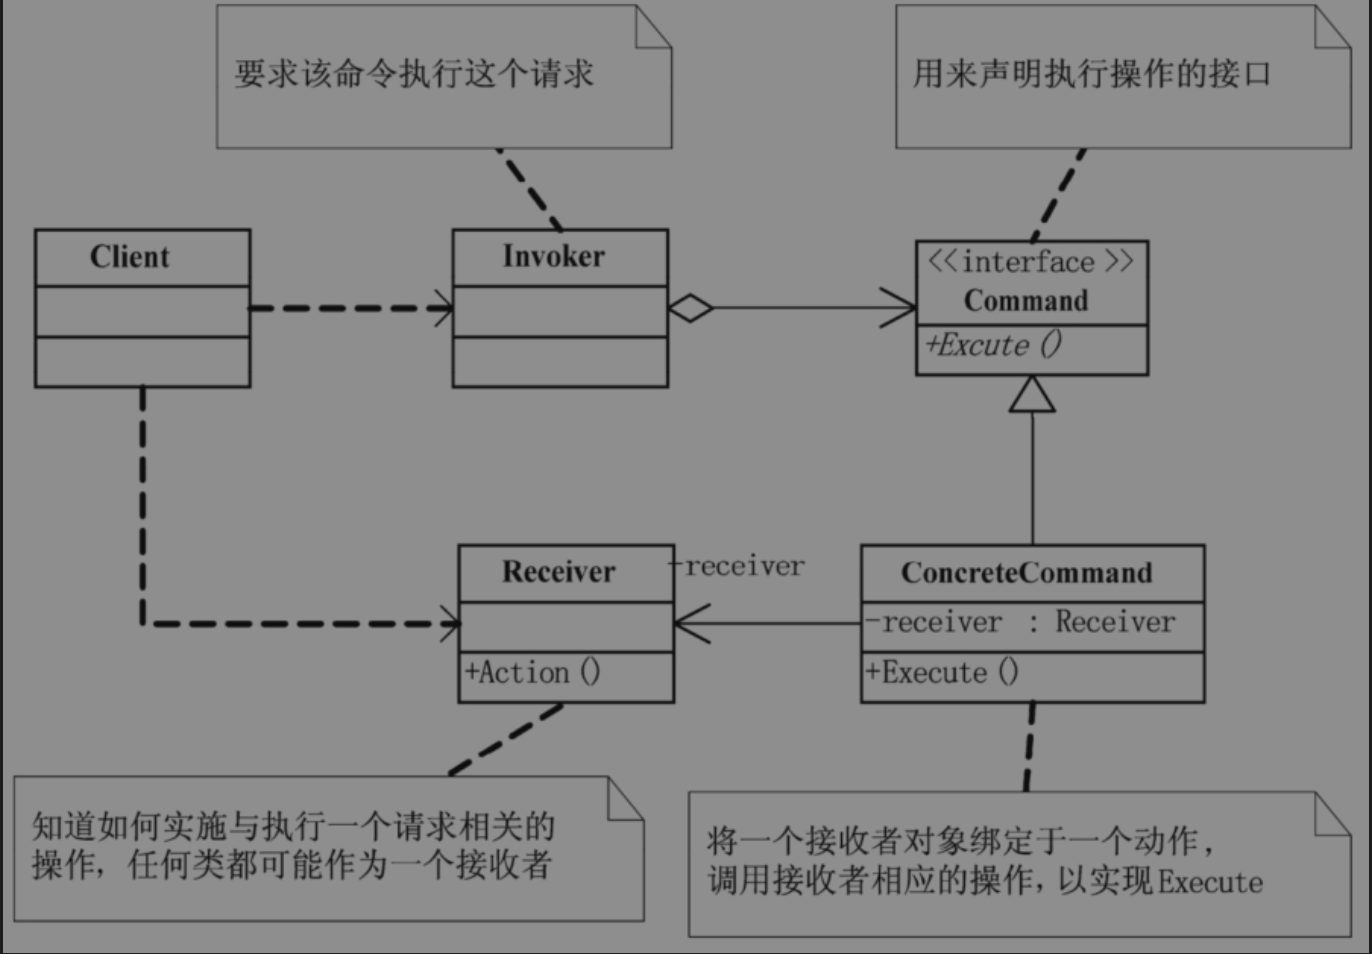 要求该命令执行这个请求
用来声明执行操作的接口
Client
Invoker
<<interface>>
Command
+Excute()
Receiver
-receiver
ConcreteCommand
-receiver : Receiver
+Action()
+Execute()
知道如何实施与执行一个请求相关的
操作，任何类都可能作为一个接收者
将一个接收者对象绑定于一个动作，
调用接收者相应的操作，以实现Execute